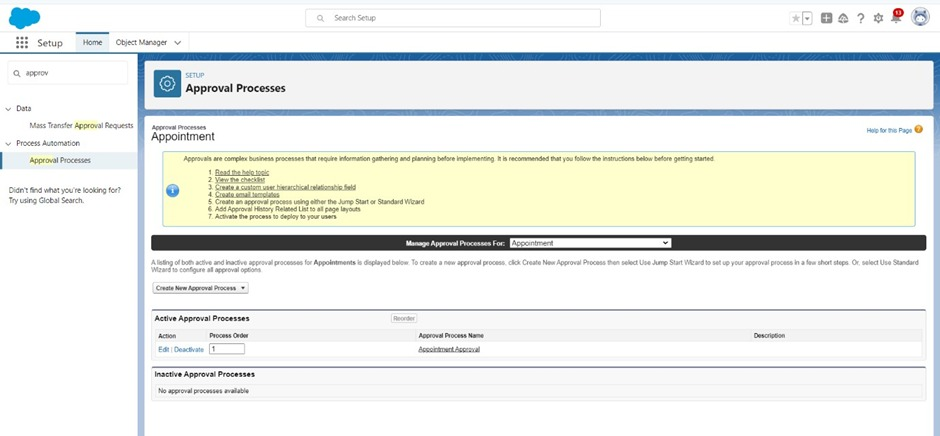 Search Setup
13
Setup
Home
Object Manager
approv
Data
Mass Transfer Approval Requests
Process Automation
Approval Processes
Didn't find what you're looking for?
Try using Global Search.
SETUP
Approval Processes
Approval Processes
Appointment
Help for this Page
Approvals are complex business processes that require information gathering and planning before implementing. It is recommended that you follow the instructions below before getting started.
1. Read the help topic
2. View the checklist
3. Create a custom user hierarchical relationship field
4. Create email templates
5. Create an approval process using either the Jump Start or Standard Wizard
6. Add Approval History Related List to all page layouts
7. Activate the process to deploy to your users
Manage Approval Processes For: Appointment
A listing of both active and inactive approval processes for Appointments is displayed below. To create a new approval process, click Create New Approval Process then select Use Jump Start Wizard to set up your approval process in a few short steps. Or, select Use Standard
Wizard to configure all approval options.
Create New Approval Process
Active Approval Processes Reorder
Action Process Order Approval Process Name Description
Edit | Deactivate 1 Appointment Approval
Inactive Approval Processes
No approval processes available